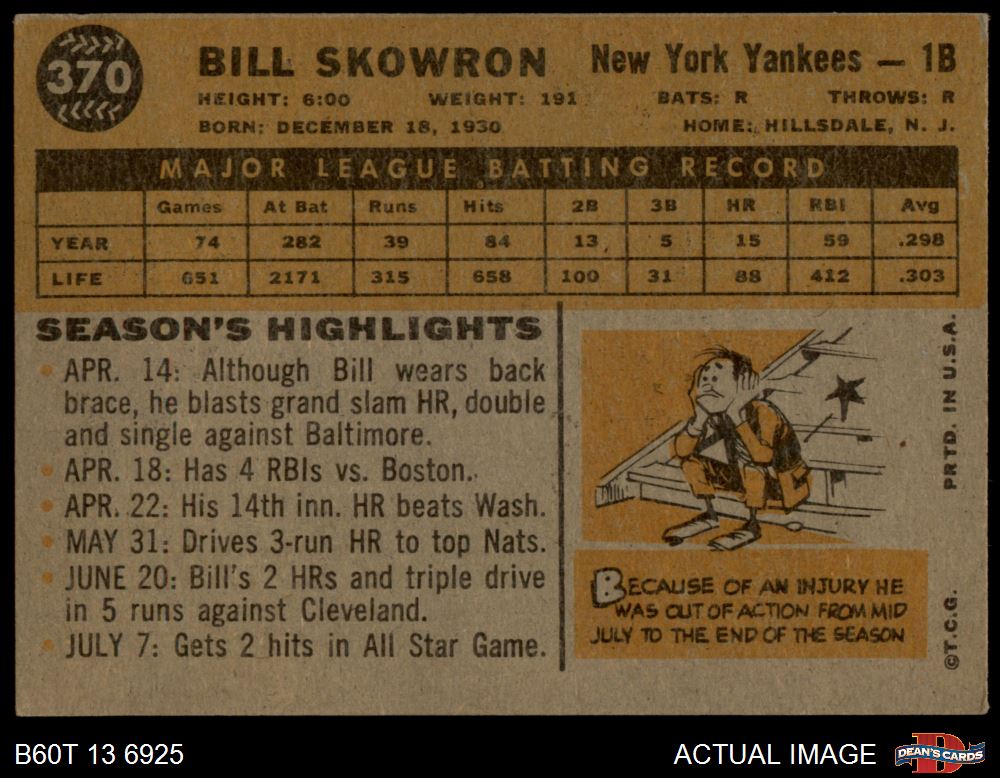 370
BILL SKOWRON New York Yankees — 1B
HEIGHT: 6:00 WEIGHT: 191 BATS: R THROWS: R
BORN: DECEMBER 18, 1930 HOME: HILLSDALE, N. J.
MAJOR LEAGUE BATTING RECORD
Games At Bat Runs Hits 2B 3B HR RBI Avg
YEAR 74 282 39 84 13 5 15 59 .298
LIFE 651 2171 315 658 100 31 88 412 .303
SEASON'S HIGHLIGHTS
• APR. 14: Although Bill wears back
brace, he blasts grand slam HR, double
and single against Baltimore.
• APR. 18: Has 4 RBIs vs. Boston.
• APR. 22: His 14th inn. HR beats Wash.
• MAY 31: Drives 3-run HR to top Nats.
• JUNE 20: Bill's 2 HRs and triple drive
in 5 runs against Cleveland.
• JULY 7: Gets 2 hits in All Star Game.
BECAUSE OF AN INJURY HE
WAS OUT OF ACTION FROM MID
JULY TO THE END OF THE SEASON
PRTD. IN U.S.A.
©T.C.G.
B60T 13 6925
ACTUAL IMAGE
DEAN'S CARDS